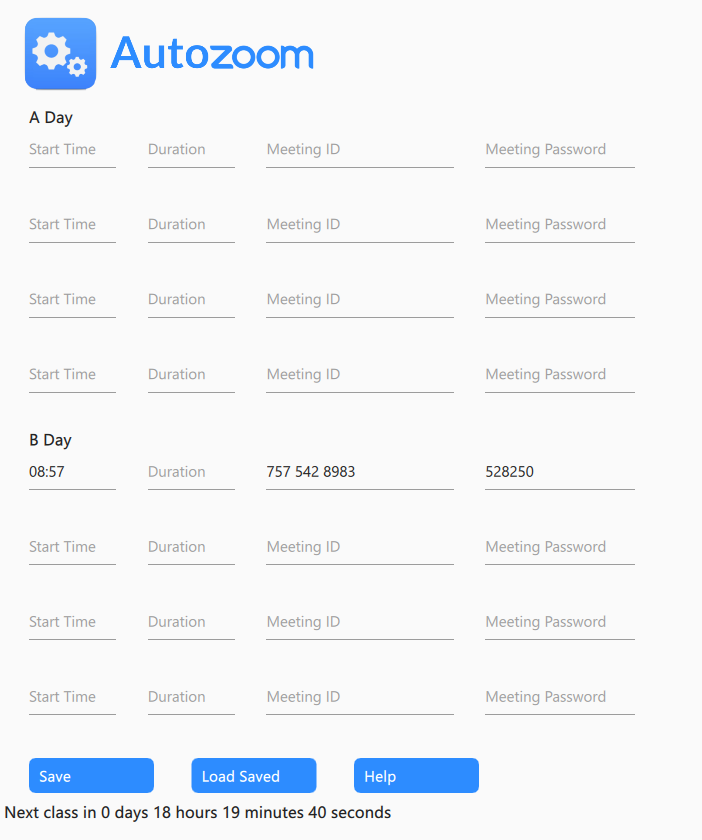 Autozoom
A Day
Start Time Duration Meeting ID Meeting Password
Start Time Duration Meeting ID Meeting Password
Start Time Duration Meeting ID Meeting Password
Start Time Duration Meeting ID Meeting Password
B Day
08:57 Duration 757 542 8983 528250
Start Time Duration Meeting ID Meeting Password
Start Time Duration Meeting ID Meeting Password
Start Time Duration Meeting ID Meeting Password
Save Load Saved Help
Next class in 0 days 18 hours 19 minutes 40 seconds